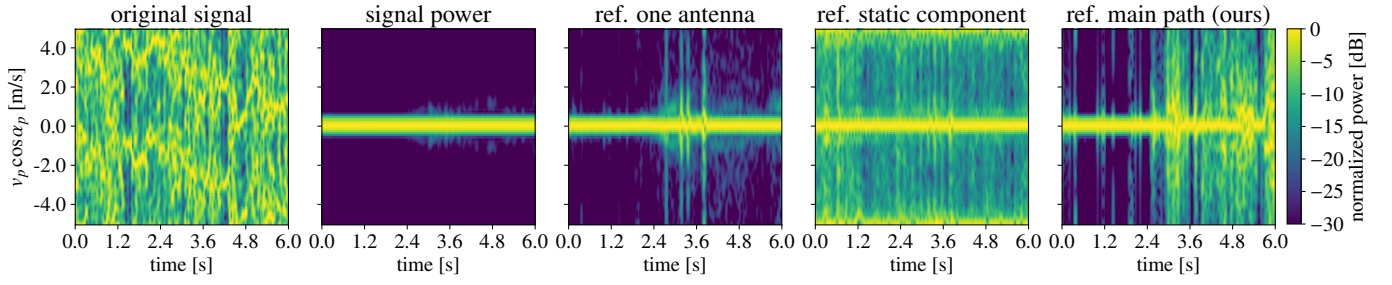 original signal
signal power
ref. one antenna
ref. static component
ref. main path (ours)
4.0
2.0
0.0
-2.0
-4.0
v_p cos α_p [m/s]
0.0 1.2 2.4 3.6 4.8 6.0
time [s]
0.0 1.2 2.4 3.6 4.8 6.0
time [s]
0.0 1.2 2.4 3.6 4.8 6.0
time [s]
0.0 1.2 2.4 3.6 4.8 6.0
time [s]
0.0 1.2 2.4 3.6 4.8 6.0
time [s]
0
−5
−10
−15
−20
−25
−30
normalized power [dB]